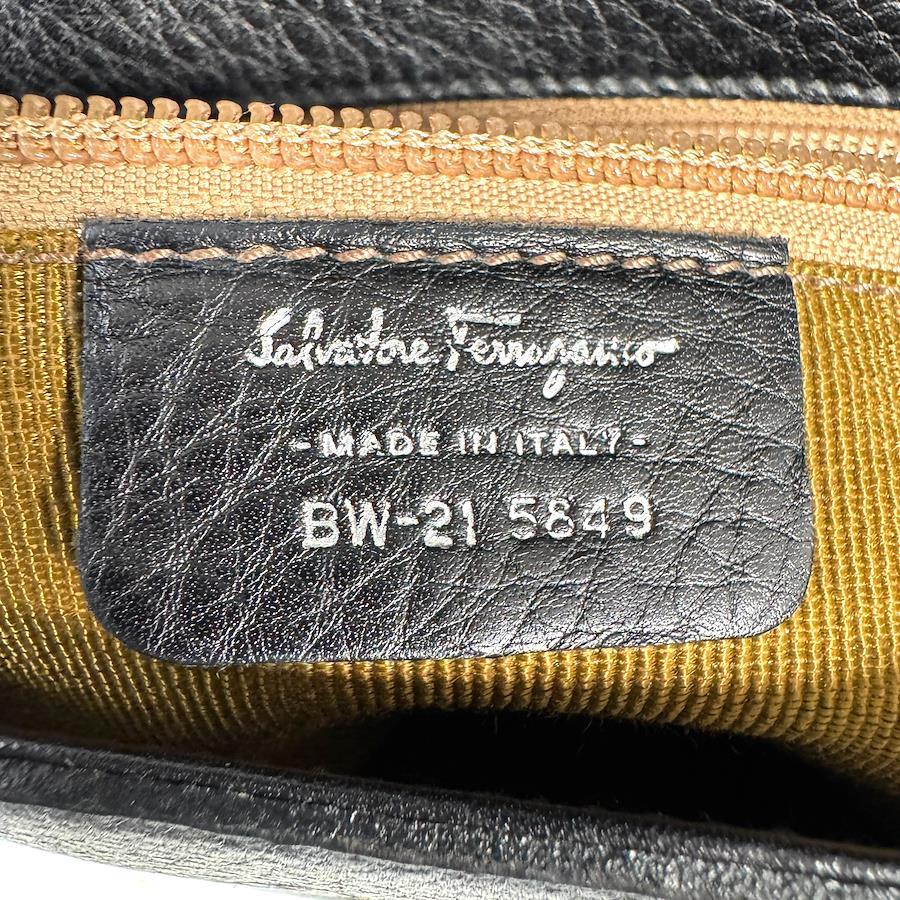 Salvatore Ferragamo
-MADE IN ITALY-
BW-21 5849